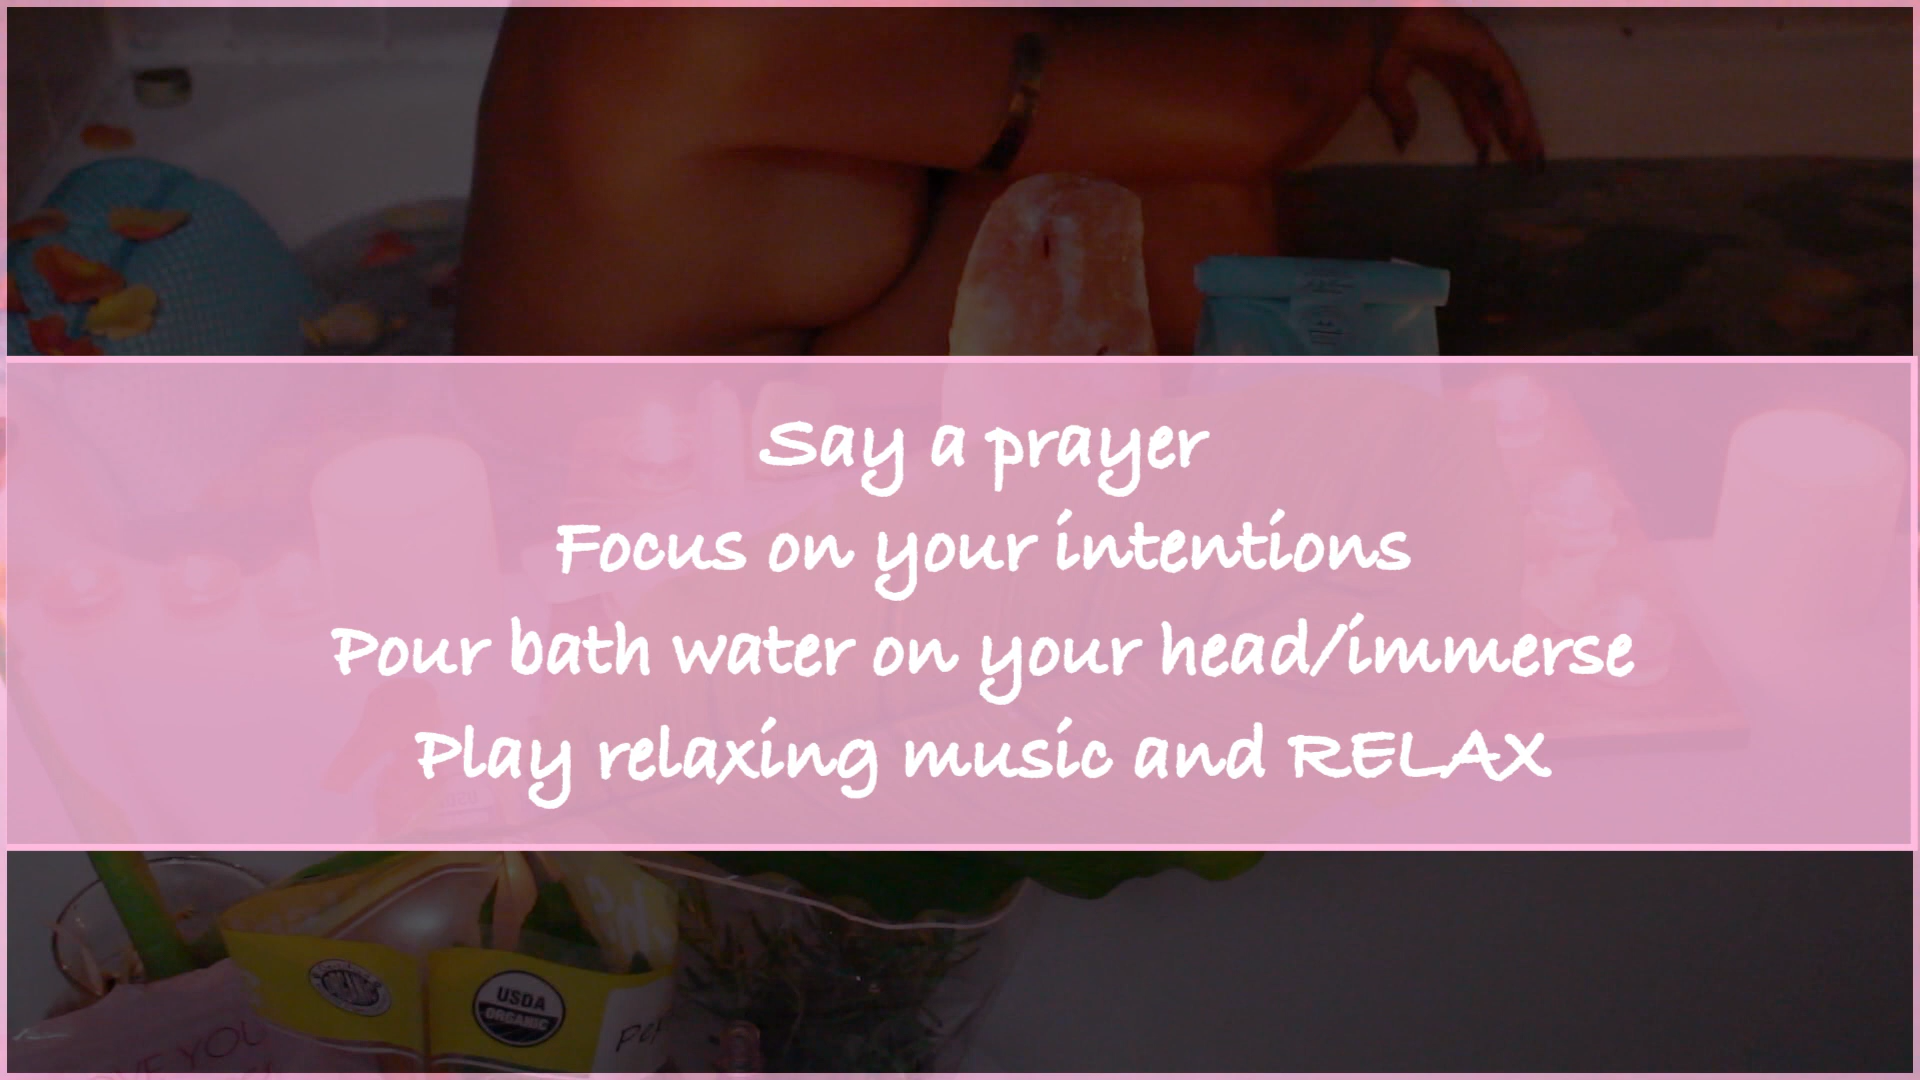 Say a prayer
Focus on your intentions
Pour bath water on your head/immerse
Play relaxing music and RELAX
USDA
ORGANIC